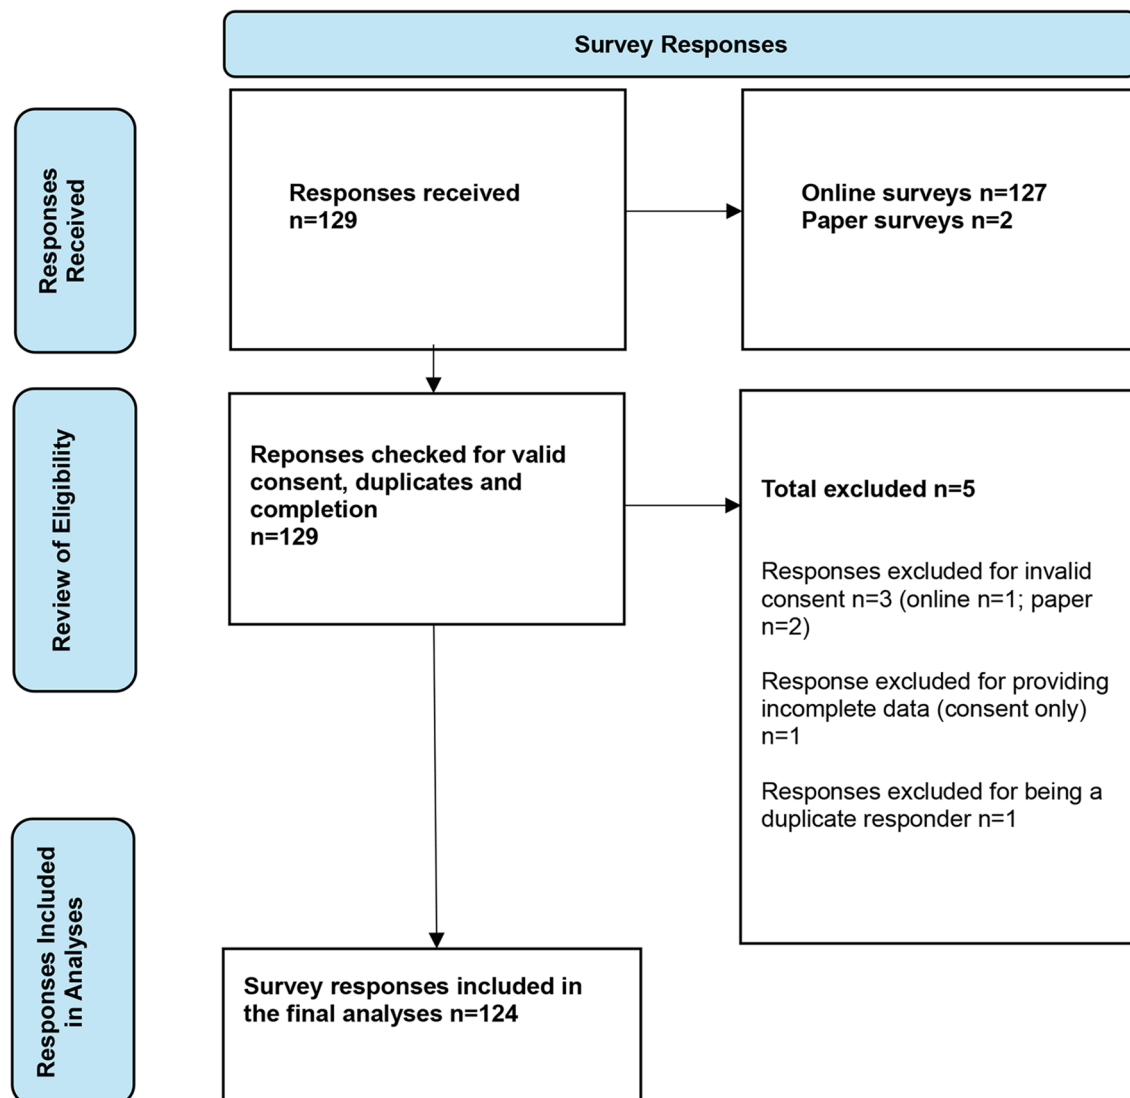 Survey Responses
Responses
Received
Responses received
n=129
Online surveys n=127
Paper surveys n=2
Review of Eligibility
Reponses checked for valid
consent, duplicates and
completion
n=129
Total excluded n=5
Responses excluded for invalid
consent n=3 (online n=1; paper
n=2)
Response excluded for providing
incomplete data (consent only)
n=1
Responses excluded for being a
duplicate responder n=1
Responses Included
in Analyses
Survey responses included in
the final analyses n=124